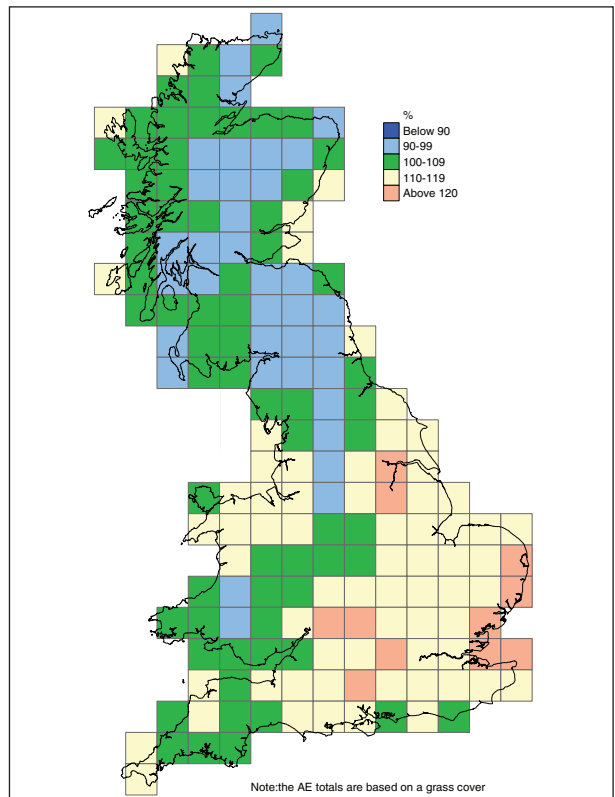 %
Below 90
90-99
100-109
110-119
Above 120
Note:the AE totals are based on a grass cover